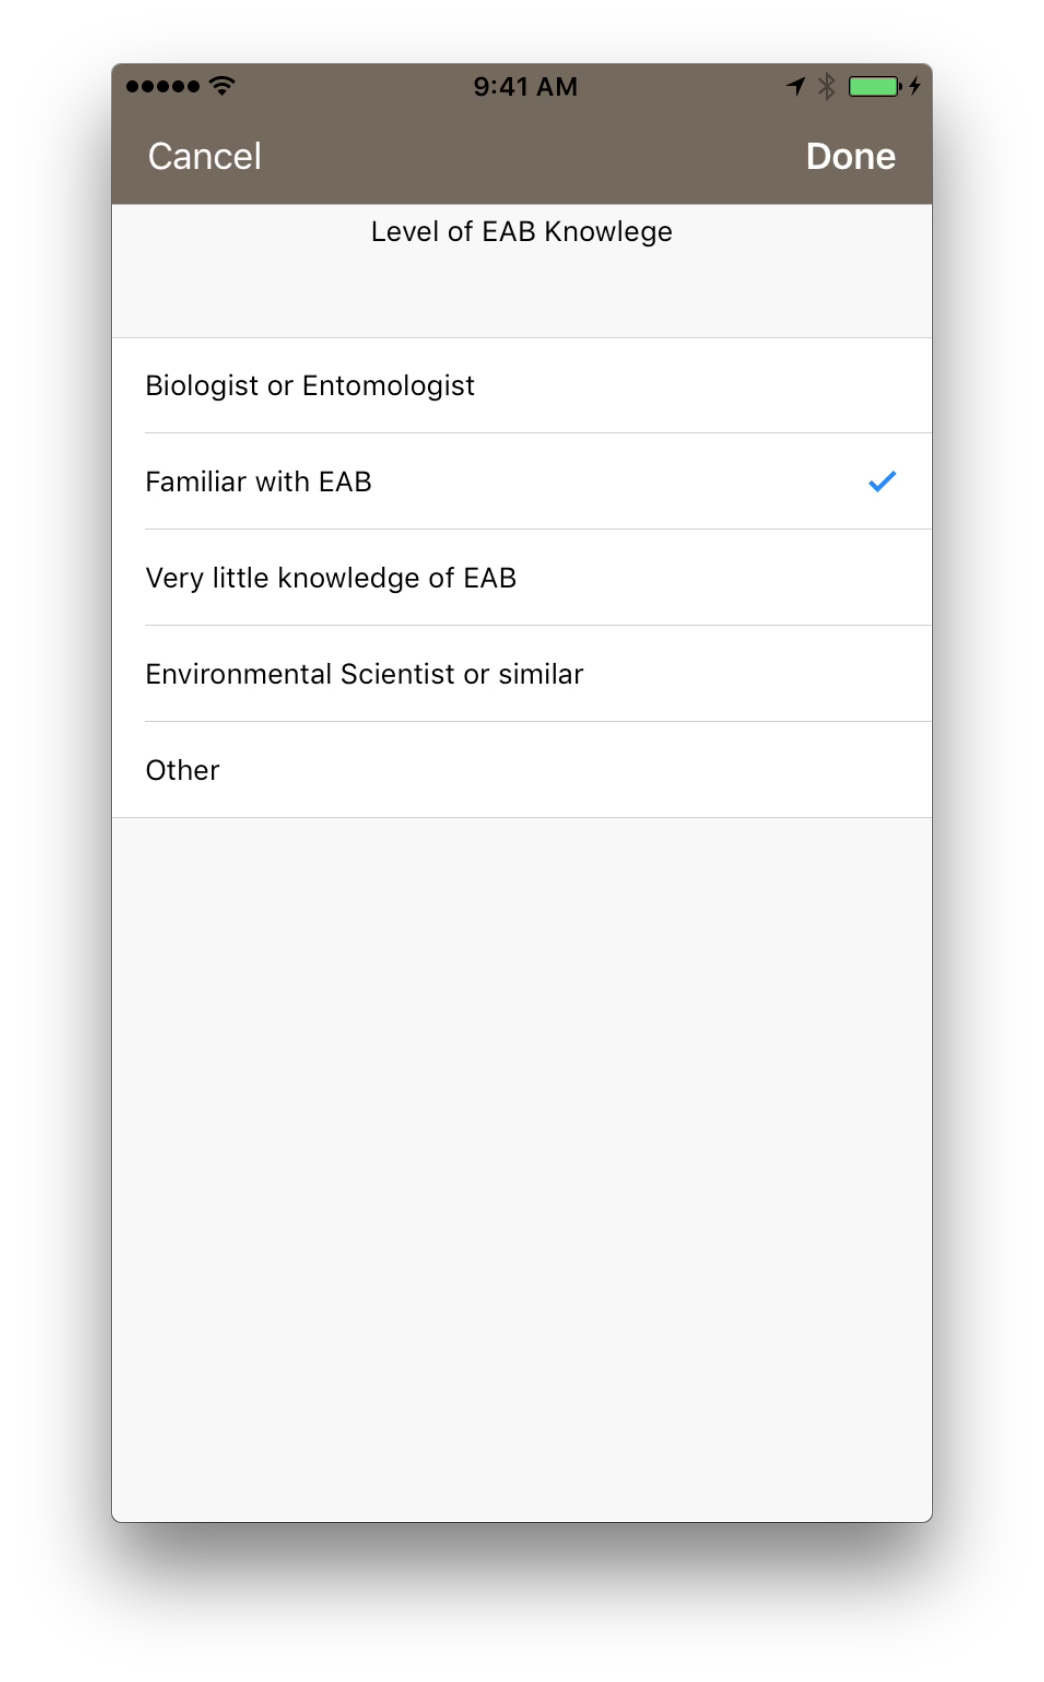 9:41 AM
Cancel
Done
Level of EAB Knowlege
Biologist or Entomologist
Familiar with EAB
Very little knowledge of EAB
Environmental Scientist or similar
Other